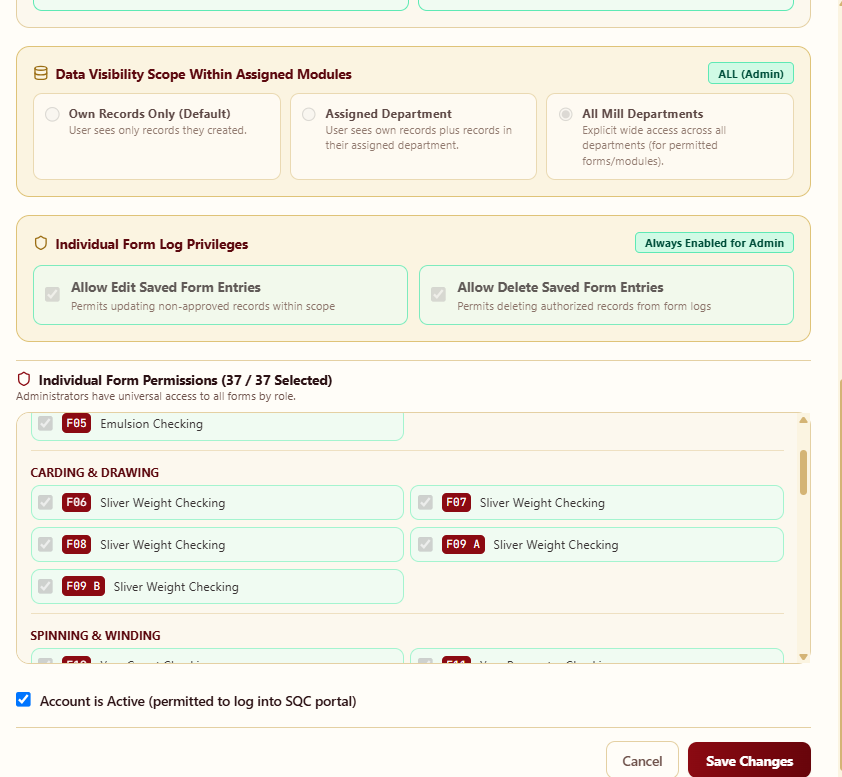 Data Visibility Scope Within Assigned Modules
ALL (Admin)
Own Records Only (Default)
User sees only records they created.
Assigned Department
User sees own records plus records in
their assigned department.
All Mill Departments
Explicit wide access across all
departments (for permitted
forms/modules).
Individual Form Log Privileges
Always Enabled for Admin
Allow Edit Saved Form Entries
Permits updating non-approved records within scope
Allow Delete Saved Form Entries
Permits deleting authorized records from form logs
Individual Form Permissions (37 / 37 Selected)
Administrators have universal access to all forms by role.
F05 Emulsion Checking
CARDING & DRAWING
F06 Sliver Weight Checking
F07 Sliver Weight Checking
F08 Sliver Weight Checking
F09 A Sliver Weight Checking
F09 B Sliver Weight Checking
SPINNING & WINDING
Account is Active (permitted to log into SQC portal)
Cancel
Save Changes